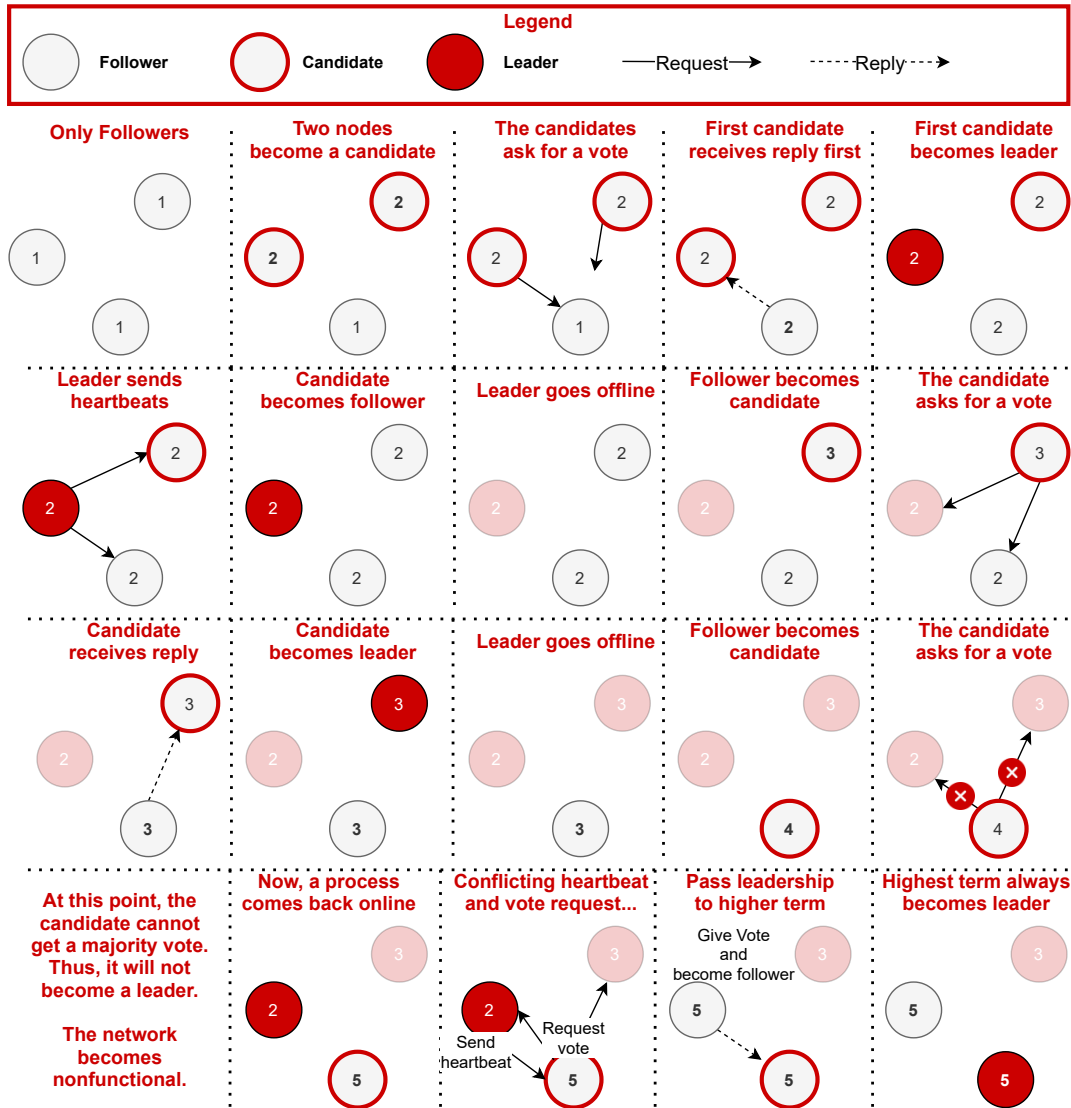 Legend
Follower
Candidate
Leader
Request
Reply
Only Followers
1
1
1
Two nodes
become a candidate
2
2
1
The candidates
ask for a vote
2
2
1
First candidate
receives reply first
2
2
2
First candidate
becomes leader
2
2
2
Leader sends
heartbeats
2
2
2
Candidate
becomes follower
2
2
2
Leader goes offline
2
2
2
Follower becomes
candidate
3
2
2
The candidate
asks for a vote
3
2
2
Candidate
receives reply
3
2
3
Candidate
becomes leader
3
2
3
Leader goes offline
3
2
3
Follower becomes
candidate
3
2
4
The candidate
asks for a vote
3
2
4
At this point, the
candidate cannot
get a majority vote.
Thus, it will not
become a leader.
The network
becomes
nonfunctional.
Now, a process
comes back online
3
2
5
Conflicting heartbeat
and vote request...
3
2
Request
vote
Send
heartbeat
5
Pass leadership
to higher term
Give Vote
and
become follower
3
5
5
Highest term always
becomes leader
3
5
5